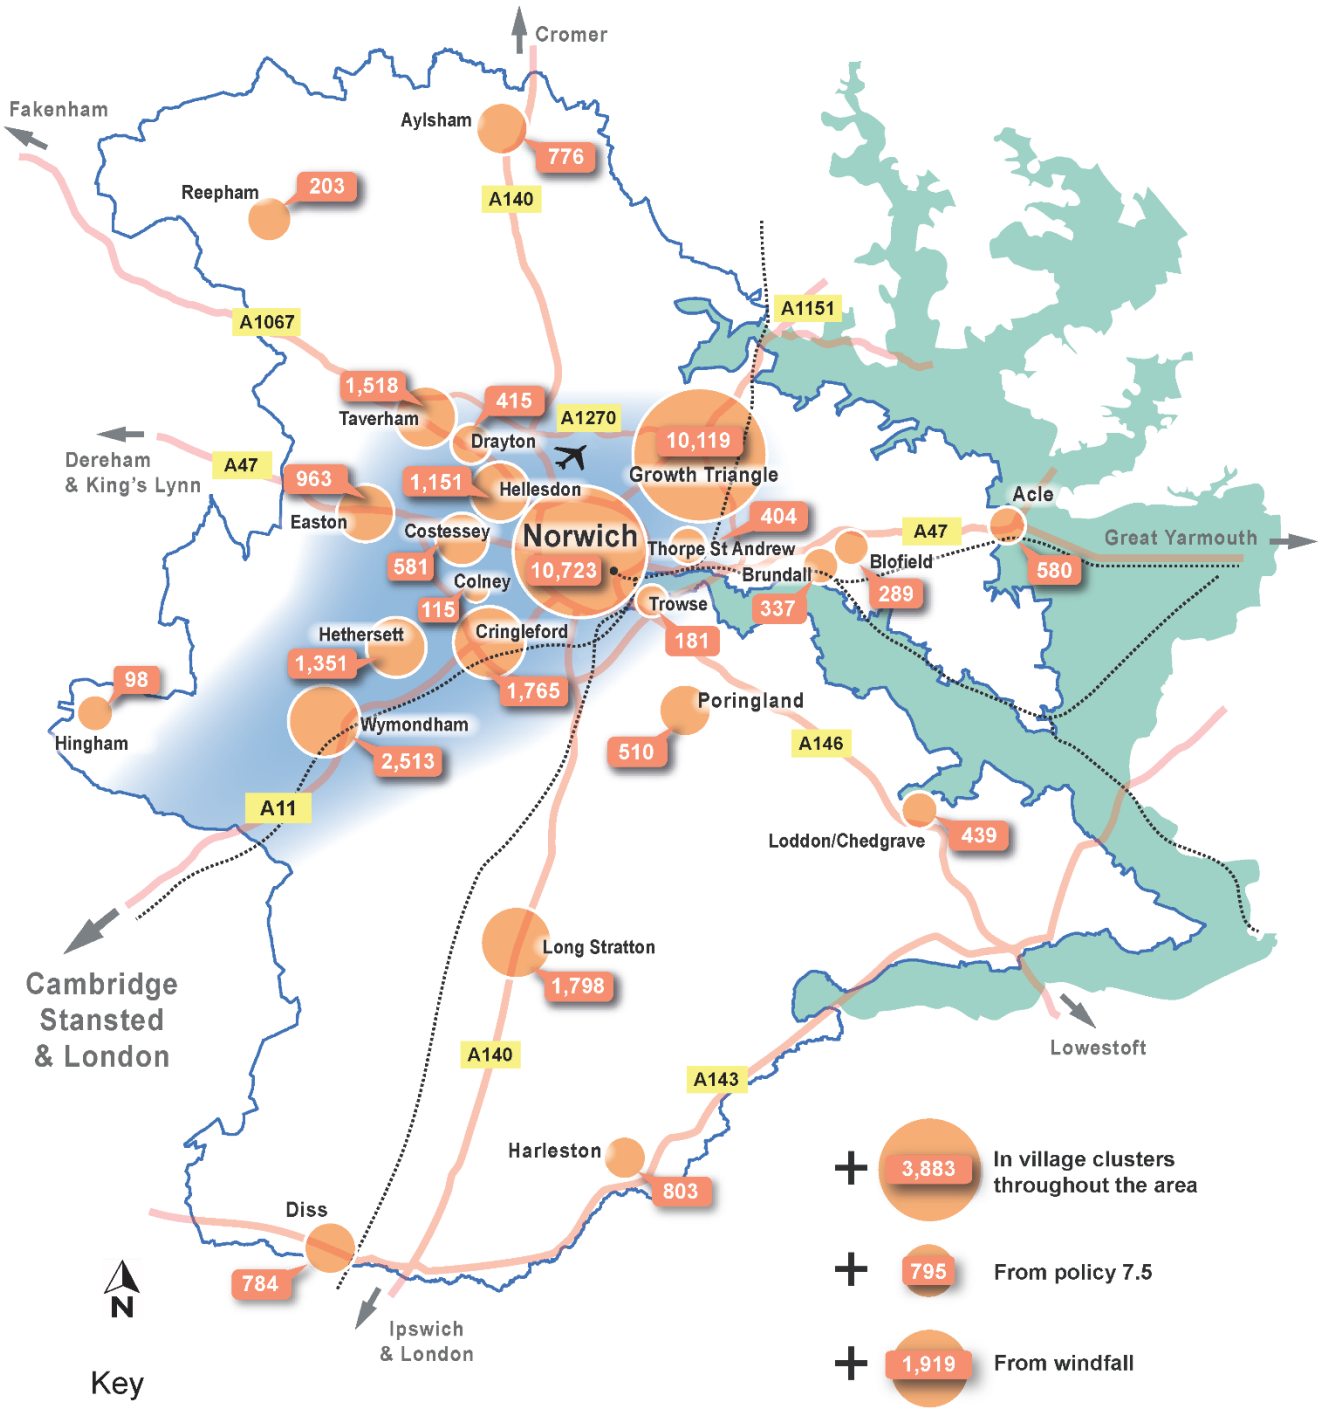 Cromer
Fakenham
Aylsham
776
Reepham
203
A140
A1067
A1151
1,518
Taverham
415
Drayton
A1270
10,119
Growth Triangle
Dereham
& King's Lynn
A47
963
Easton
1,151
Hellesdon
Costessey
581
Norwich
10,723
404
Thorpe St Andrew
A47
Acle
580
Great Yarmouth
Blofield
289
Brundall
337
Colney
115
Trowse
181
Hethersett
1,351
Cringleford
1,765
98
Hingham
Wymondham
2,513
Poringland
510
A146
A11
Loddon/Chedgrave
439
Cambridge
Stansted
& London
Long Stratton
1,798
A140
Lowestoft
A143
Harleston
803
Diss
784
Ipswich
& London
N
Key
+ 3,883 In village clusters
throughout the area
+ 795 From policy 7.5
+ 1,919 From windfall